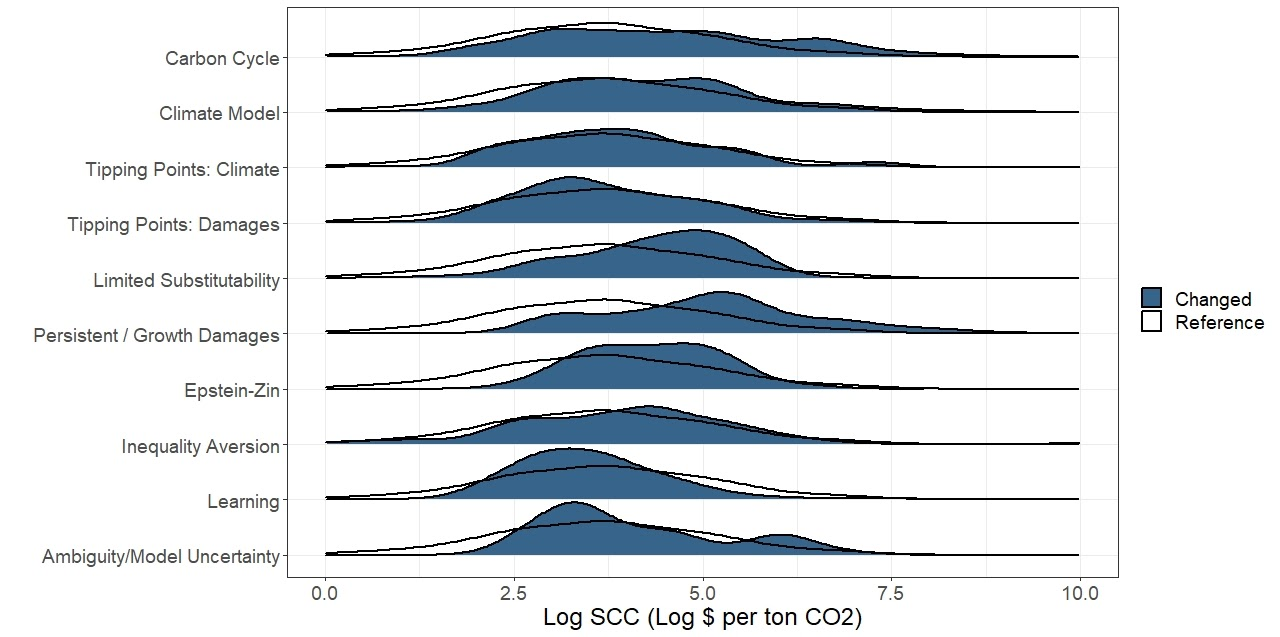 Carbon Cycle
Climate Model
Tipping Points: Climate
Tipping Points: Damages
Limited Substitutability
Persistent / Growth Damages
Epstein-Zin
Inequality Aversion
Learning
Ambiguity/Model Uncertainty
0.0 2.5 5.0 7.5 10.0
Log SCC (Log $ per ton CO2)
Changed
Reference